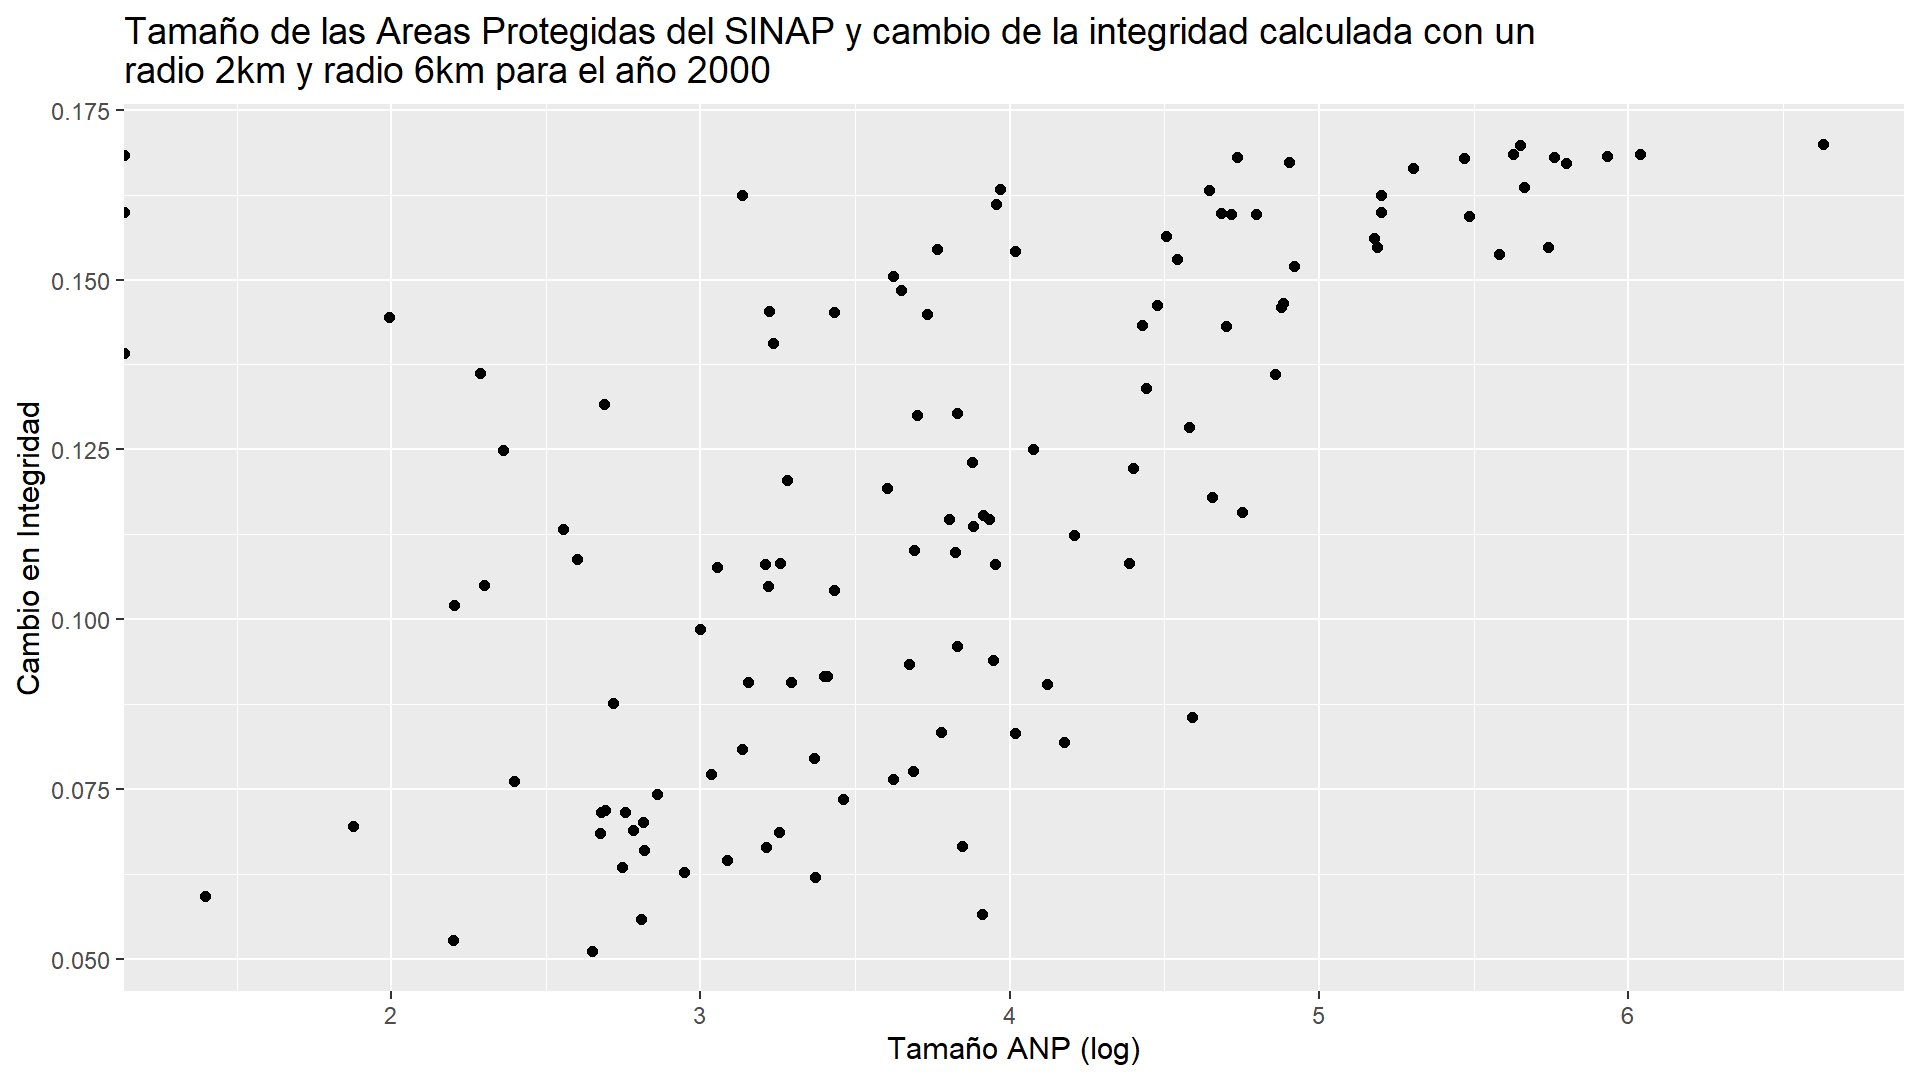 Tamaño de las Areas Protegidas del SINAP y cambio de la integridad calculada con un
radio 2km y radio 6km para el año 2000
0.175
0.150
0.125
0.100
0.075
0.050
Cambio en Integridad
2 3 4 5 6
Tamaño ANP (log)